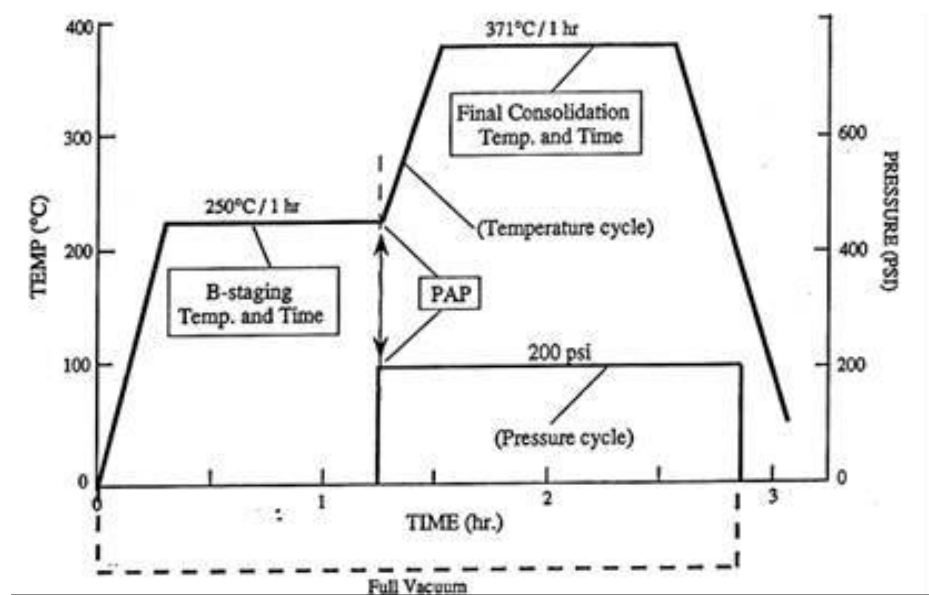 400
371°C / 1 hr
Final Consolidation
Temp. and Time
300
600
TEMP (°C)
PRESSURE (PSI)
250°C / 1 hr
(Temperature cycle)
200
400
B-staging
Temp. and Time
PAP
200 psi
100
200
(Pressure cycle)
0
0
0
1
2
3
TIME (hr.)
Full Vacuum